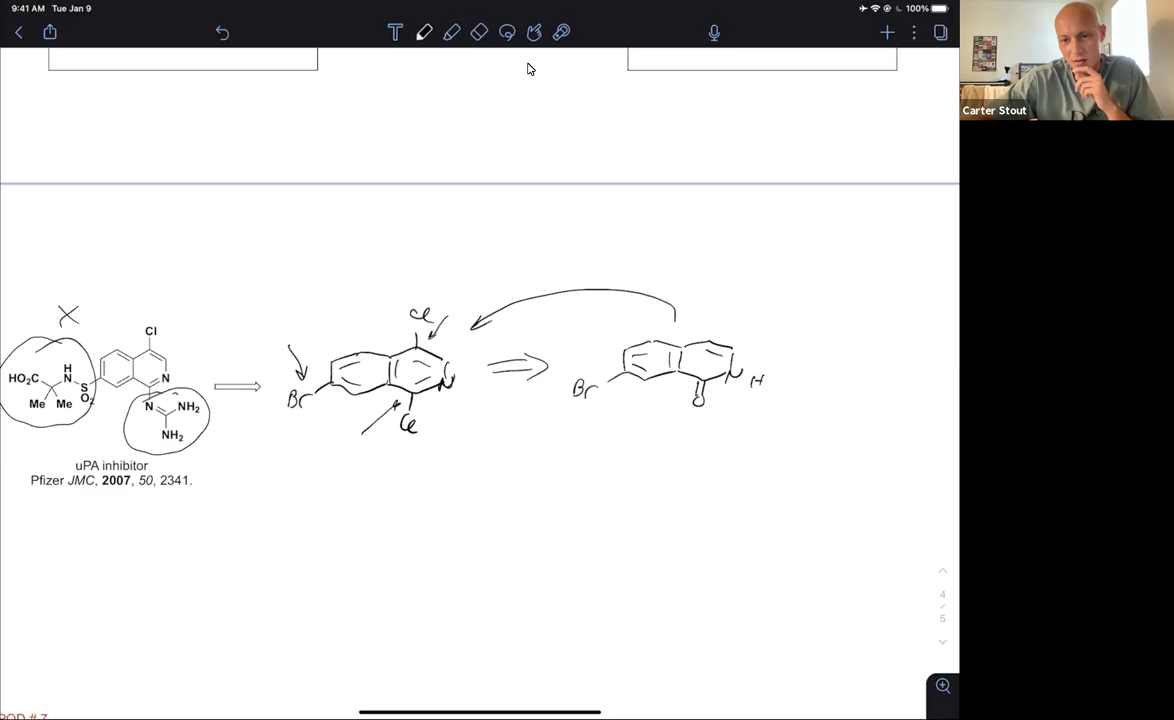 9:41 AM Tue Jan 9
100%
T
Carter Stout
X
Cl
HO₂C
H
N
S
O₂
Me Me
N
N
NH₂
NH₂
uPA inhibitor
Pfizer JMC, 2007, 50, 2341.
Cl
Br
N
Cl
Br
N H
O
4
/
5